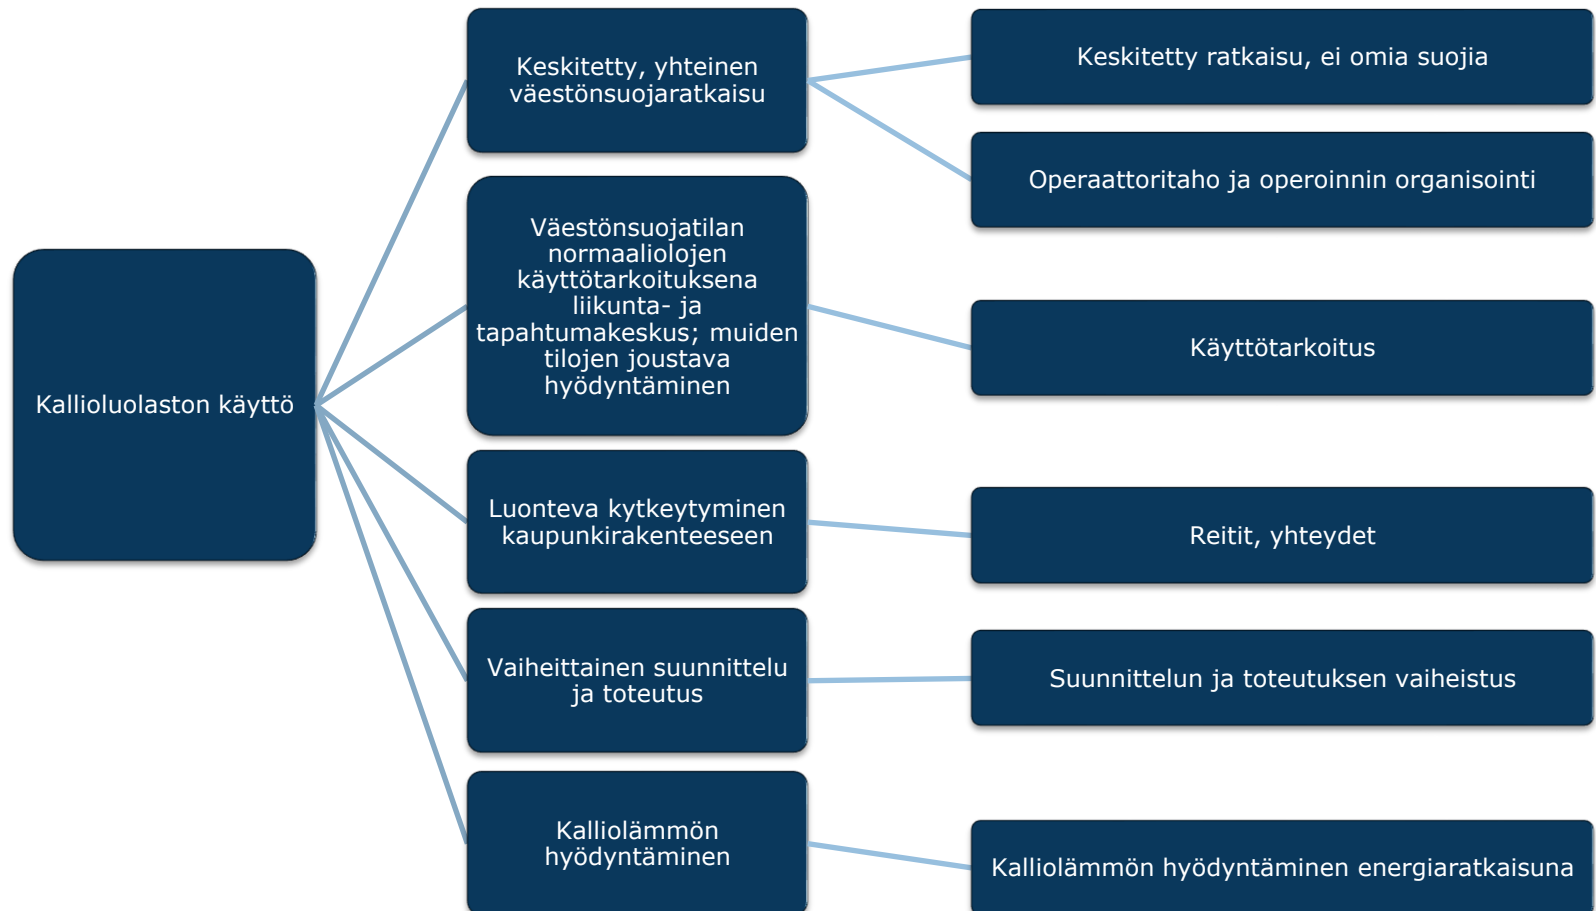 Kallioluolaston käyttö
Keskitetty, yhteinen
väestönsuojaratkaisu
Keskitetty ratkaisu, ei omia suojia
Operaattoritaho ja operoinnin organisointi
Väestönsuojatilan
normaaliolojen
käyttötarkoituksena
liikunta- ja
tapahtumakeskus; muiden
tilojen joustava
hyödyntäminen
Käyttötarkoitus
Luonteva kytkeytyminen
kaupunkirakenteeseen
Reitit, yhteydet
Vaiheittainen suunnittelu
ja toteutus
Suunnittelun ja toteutuksen vaiheistus
Kalliolämmön
hyödyntäminen
Kalliolämmön hyödyntäminen energiaratkaisuna